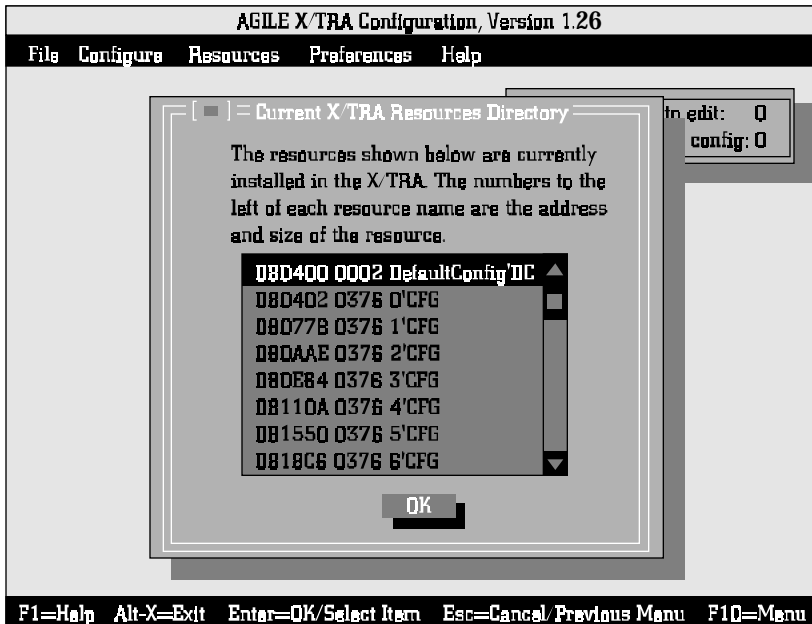 AGILE X/TRA Configuration, Version 1.26
File Configure Resources Preferences Help
to edit: 0
config: 0
[■] Current X/TRA Resources Directory
The resources shown below are currently
installed in the X/TRA. The numbers to the
left of each resource name are the address
and size of the resource.
08D400 0002 DefaultConfig'DC
08D402 0376 0'CFG
08D778 0376 1'CFG
08DAAE 0376 2'CFG
08DE64 0376 3'CFG
08110A 0376 4'CFG
081550 0376 5'CFG
0818C6 0376 6'CFG
OK
F1=Help Alt-X=Exit Enter=OK/Select Item Esc=Cancel/Previous Menu F10=Menu